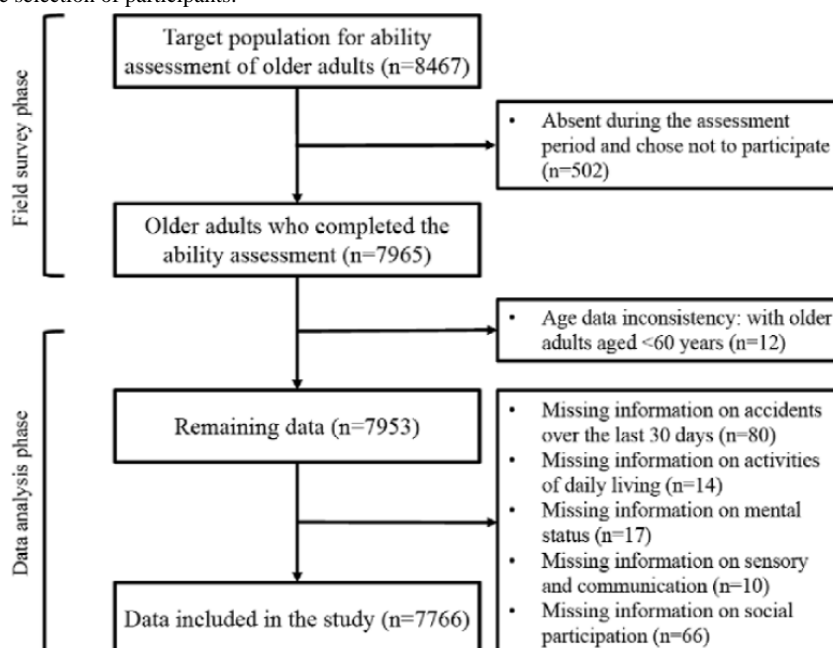 e selection of participants.
Target population for ability
assessment of older adults (n=8467)
Field survey phase
• Absent during the assessment
period and chose not to participate
(n=502)
Older adults who completed the
ability assessment (n=7965)
• Age data inconsistency: with older
adults aged <60 years (n=12)
Data analysis phase
Remaining data (n=7953)
• Missing information on accidents
over the last 30 days (n=80)
• Missing information on activities
of daily living (n=14)
• Missing information on mental
status (n=17)
• Missing information on sensory
and communication (n=10)
• Missing information on social
participation (n=66)
Data included in the study (n=7766)